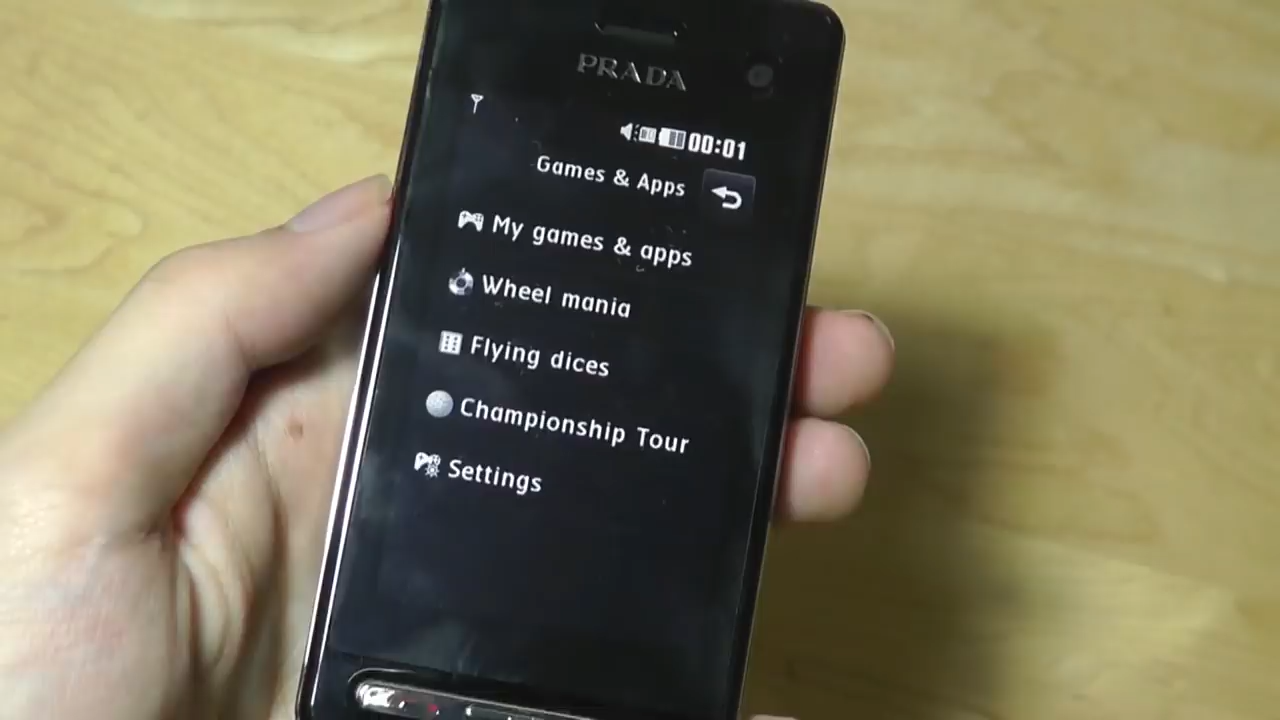 PRADA
00:01
Games & Apps
My games & apps
Wheel mania
Flying dices
Championship Tour
Settings